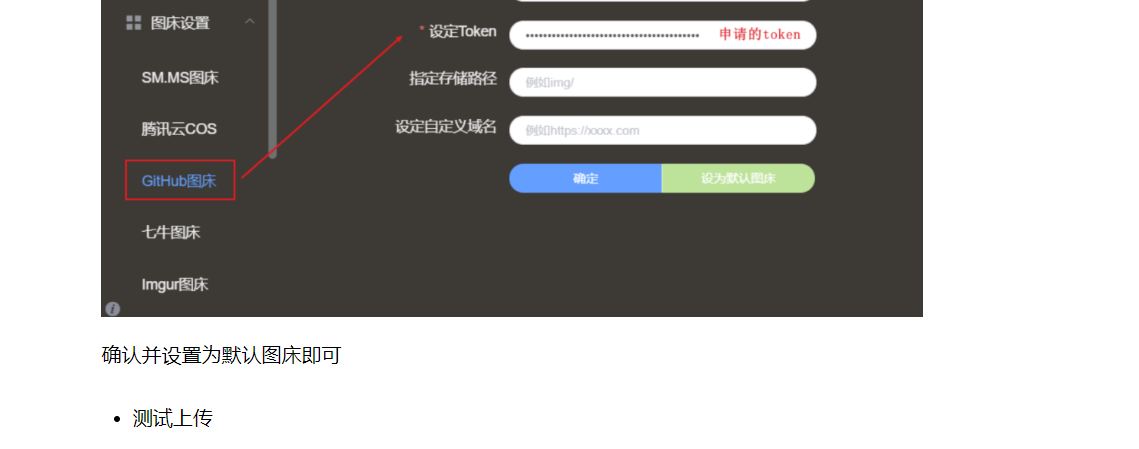 图床设置
* 设定Token ········································ 申请的token
SM.MS图床
指定存储路径 例如img/
腾讯云COS
设定自定义域名 例如https://xxxx.com
GitHub图床
确定 设为默认图床
七牛图床
Imgur图床
确认并设置为默认图床即可
• 测试上传